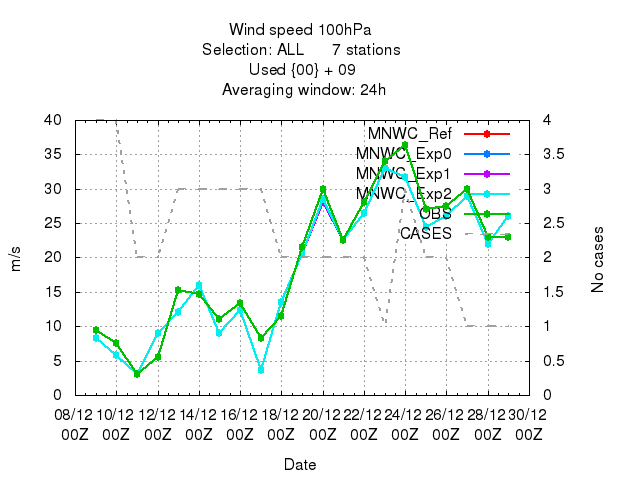 Wind speed 100hPa
Selection: ALL 7 stations
Used {00} + 09
Averaging window: 24h
40 4
MNWC_Ref
35 3.5
MNWC_Exp0
MNWC_Exp1
30 3
MNWC_Exp2
OBS
25 2.5
CASES
20 2
15 1.5
10 1
5 0.5
0 0
m/s
No cases
08/12 10/12 12/12 14/12 16/12 18/12 20/12 22/12 24/12 26/12 28/12 30/12
00Z 00Z 00Z 00Z 00Z 00Z 00Z 00Z 00Z 00Z 00Z 00Z
Date